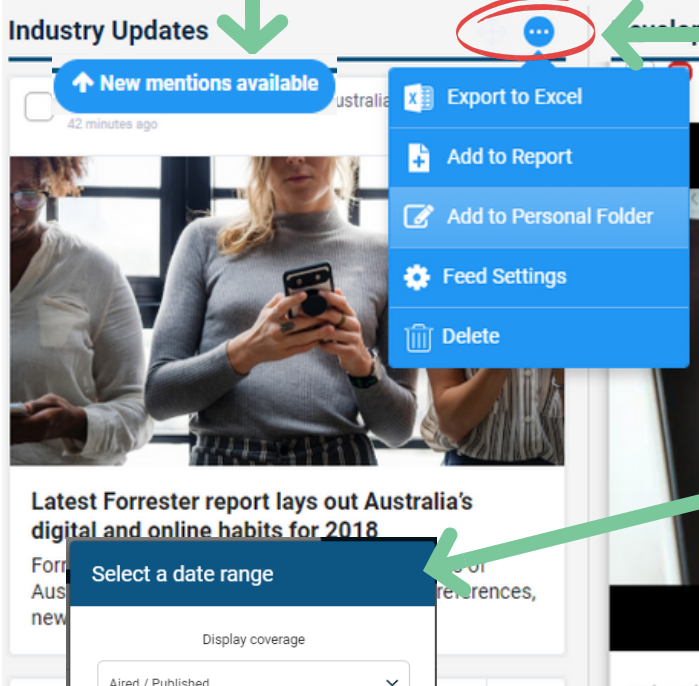 Industry Updates
New mentions available
42 minutes ago
Export to Excel
Add to Report
Add to Personal Folder
Feed Settings
Delete
Latest Forrester report lays out Australia's
digital and online habits for 2018
Select a date range
Display coverage
Aired / Published